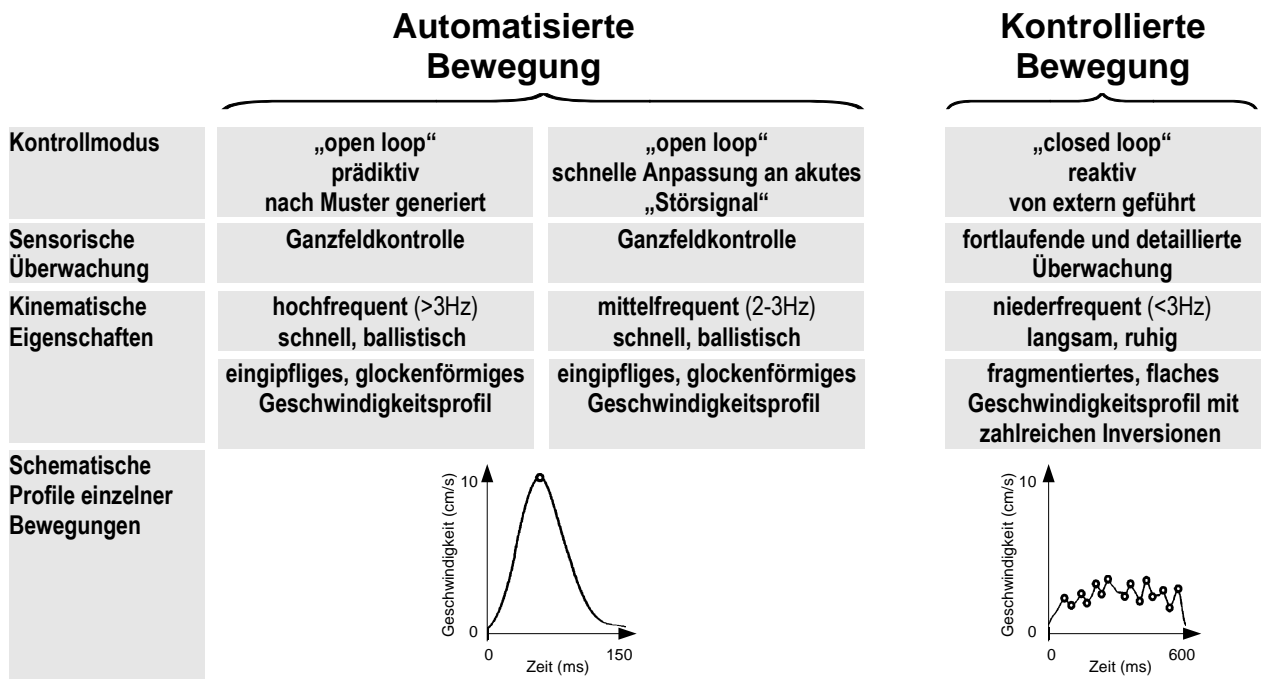 Automatisierte
Bewegung
Kontrollierte
Bewegung
Kontrollmodus
„open loop“
prädiktiv
nach Muster generiert
„open loop“
schnelle Anpassung an akutes
„Störsignal“
„closed loop“
reaktiv
von extern geführt
Sensorische
Überwachung
Ganzfeldkontrolle
Ganzfeldkontrolle
fortlaufende und detaillierte
Überwachung
Kinematische
Eigenschaften
hochfrequent (>3Hz)
schnell, ballistisch
mittelfrequent (2-3Hz)
schnell, ballistisch
niederfrequent (<3Hz)
langsam, ruhig
eingipfliges, glockenförmiges
Geschwindigkeitsprofil
eingipfliges, glockenförmiges
Geschwindigkeitsprofil
fragmentiertes, flaches
Geschwindigkeitsprofil mit
zahlreichen Inversionen
Schematische
Profile einzelner
Bewegungen
Geschwindigkeit (cm/s)
10
0
0
150
Zeit (ms)
Geschwindigkeit (cm/s)
10
0
0
600
Zeit (ms)